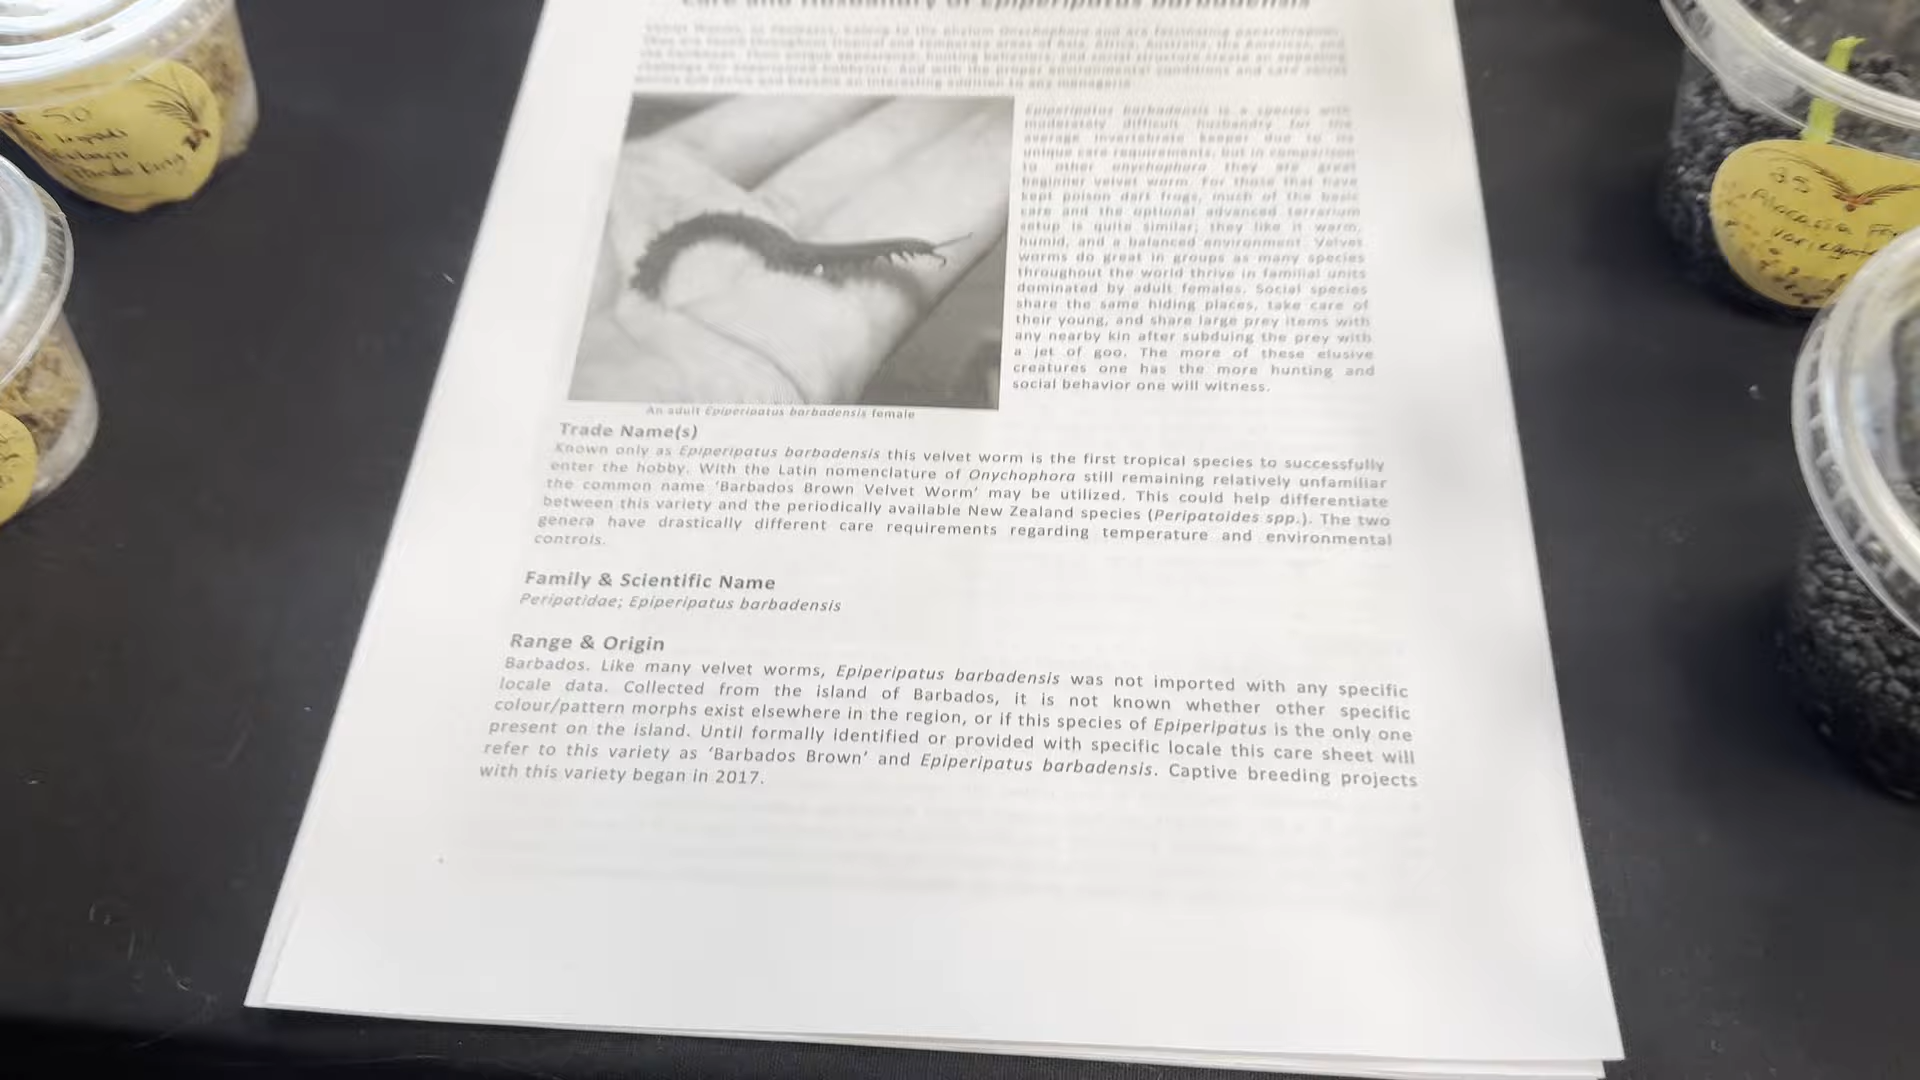 Care and Husbandry of Epiperipatus barbadensis
Epiperipatus barbadensis is a species with
moderately difficult husbandry for the
average invertebrate keeper due to its
unique care requirements, but in comparison
to other onychophora they are great
beginner velvet worm. For those that have
kept poison dart frogs, much of the basic
care and the optional advanced terrarium
setup is quite similar; they like it warm,
humid, and a balanced environment. Velvet
worms do great in groups as many species
throughout the world thrive in familial units
dominated by adult females. Social species
share the same hiding places, take care of
their young, and share large prey items with
any nearby kin after subduing the prey with
a jet of goo. The more of these elusive
creatures one has the more hunting and
social behavior one will witness.
An adult Epiperipatus barbadensis female
Trade Name(s)
Known only as Epiperipatus barbadensis this velvet worm is the first tropical species to successfully
enter the hobby. With the Latin nomenclature of Onychophora still remaining relatively unfamiliar
the common name ‘Barbados Brown Velvet Worm’ may be utilized. This could help differentiate
between this variety and the periodically available New Zealand species (Peripatoides spp.). The two
genera have drastically different care requirements regarding temperature and environmental
controls.
Family & Scientific Name
Peripatidae; Epiperipatus barbadensis
Range & Origin
Barbados. Like many velvet worms, Epiperipatus barbadensis was not imported with any specific
locale data. Collected from the island of Barbados, it is not known whether other specific
colour/pattern morphs exist elsewhere in the region, or if this species of Epiperipatus is the only one
present on the island. Until formally identified or provided with specific locale this care sheet will
refer to this variety as ‘Barbados Brown’ and Epiperipatus barbadensis. Captive breeding projects
with this variety began in 2017.
50
35
Alocasia